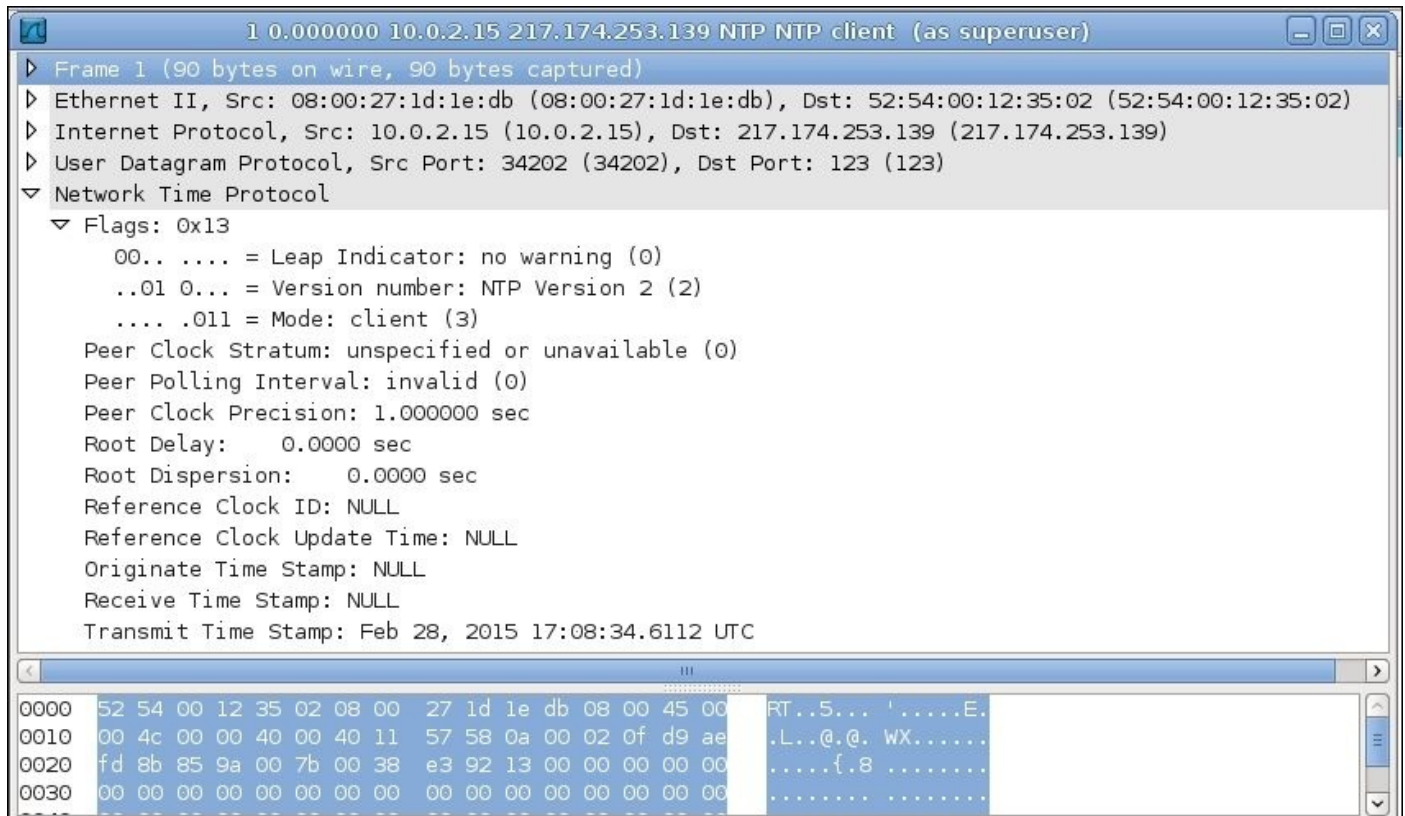 1 0.000000 10.0.2.15 217.174.253.139 NTP NTP client (as superuser)
Frame 1 (90 bytes on wire, 90 bytes captured)
Ethernet II, Src: 08:00:27:1d:1e:db (08:00:27:1d:1e:db), Dst: 52:54:00:12:35:02 (52:54:00:12:35:02)
Internet Protocol, Src: 10.0.2.15 (10.0.2.15), Dst: 217.174.253.139 (217.174.253.139)
User Datagram Protocol, Src Port: 34202 (34202), Dst Port: 123 (123)
Network Time Protocol
Flags: 0x13
00.. .... = Leap Indicator: no warning (0)
..01 0... = Version number: NTP Version 2 (2)
.... .011 = Mode: client (3)
Peer Clock Stratum: unspecified or unavailable (0)
Peer Polling Interval: invalid (0)
Peer Clock Precision: 1.000000 sec
Root Delay:    0.0000 sec
Root Dispersion:    0.0000 sec
Reference Clock ID: NULL
Reference Clock Update Time: NULL
Originate Time Stamp: NULL
Receive Time Stamp: NULL
Transmit Time Stamp: Feb 28, 2015 17:08:34.6112 UTC
0000  52 54 00 12 35 02 08 00  27 1d 1e db 08 00 45 00  RT..5... '.....E.
0010  00 4c 00 00 40 00 40 11  57 58 0a 00 02 0f d9 ae  .L..@.@. WX......
0020  fd 8b 85 9a 00 7b 00 38  e3 92 13 00 00 00 00 00  .....{.8 ........
0030  00 00 00 00 00 00 00 00  00 00 00 00 00 00 00 00  ........ ........